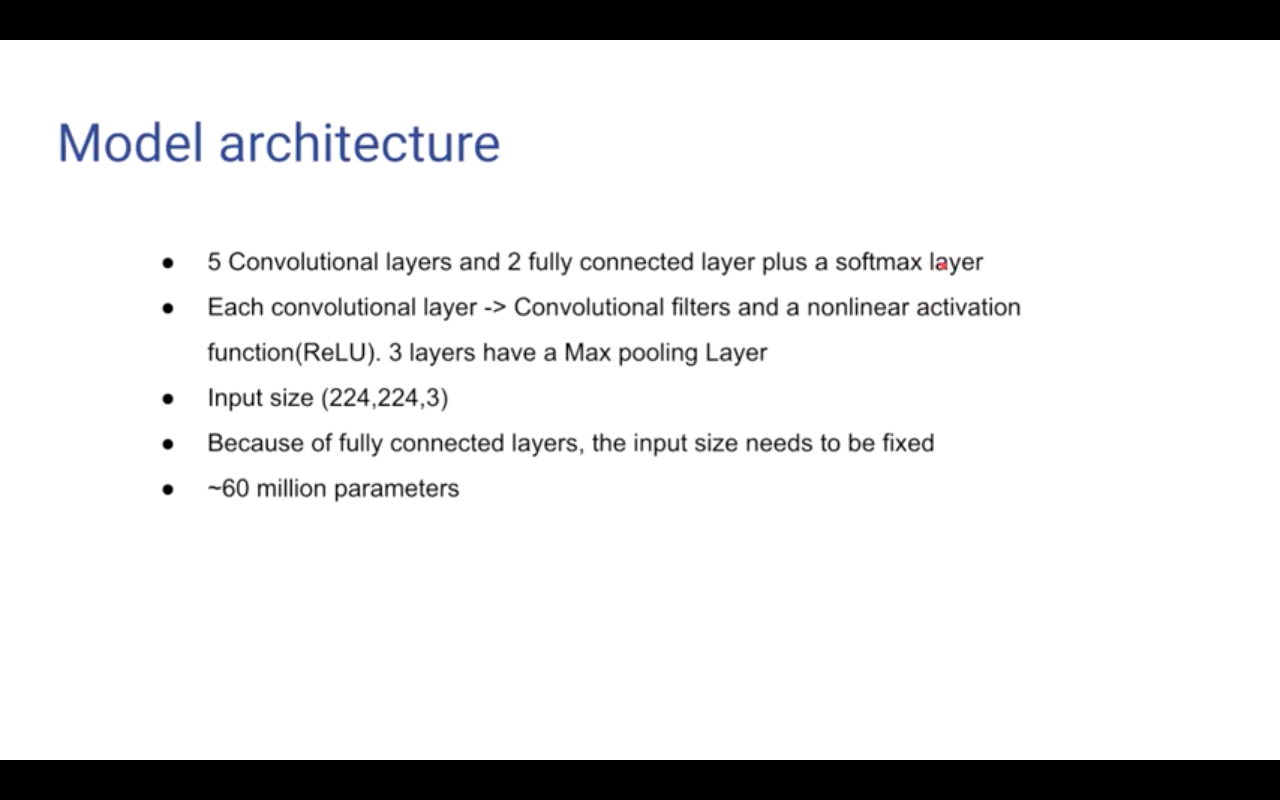 Model architecture
● 5 Convolutional layers and 2 fully connected layer plus a softmax layer
● Each convolutional layer -> Convolutional filters and a nonlinear activation
function(ReLU). 3 layers have a Max pooling Layer
● Input size (224,224,3)
● Because of fully connected layers, the input size needs to be fixed
● ~60 million parameters